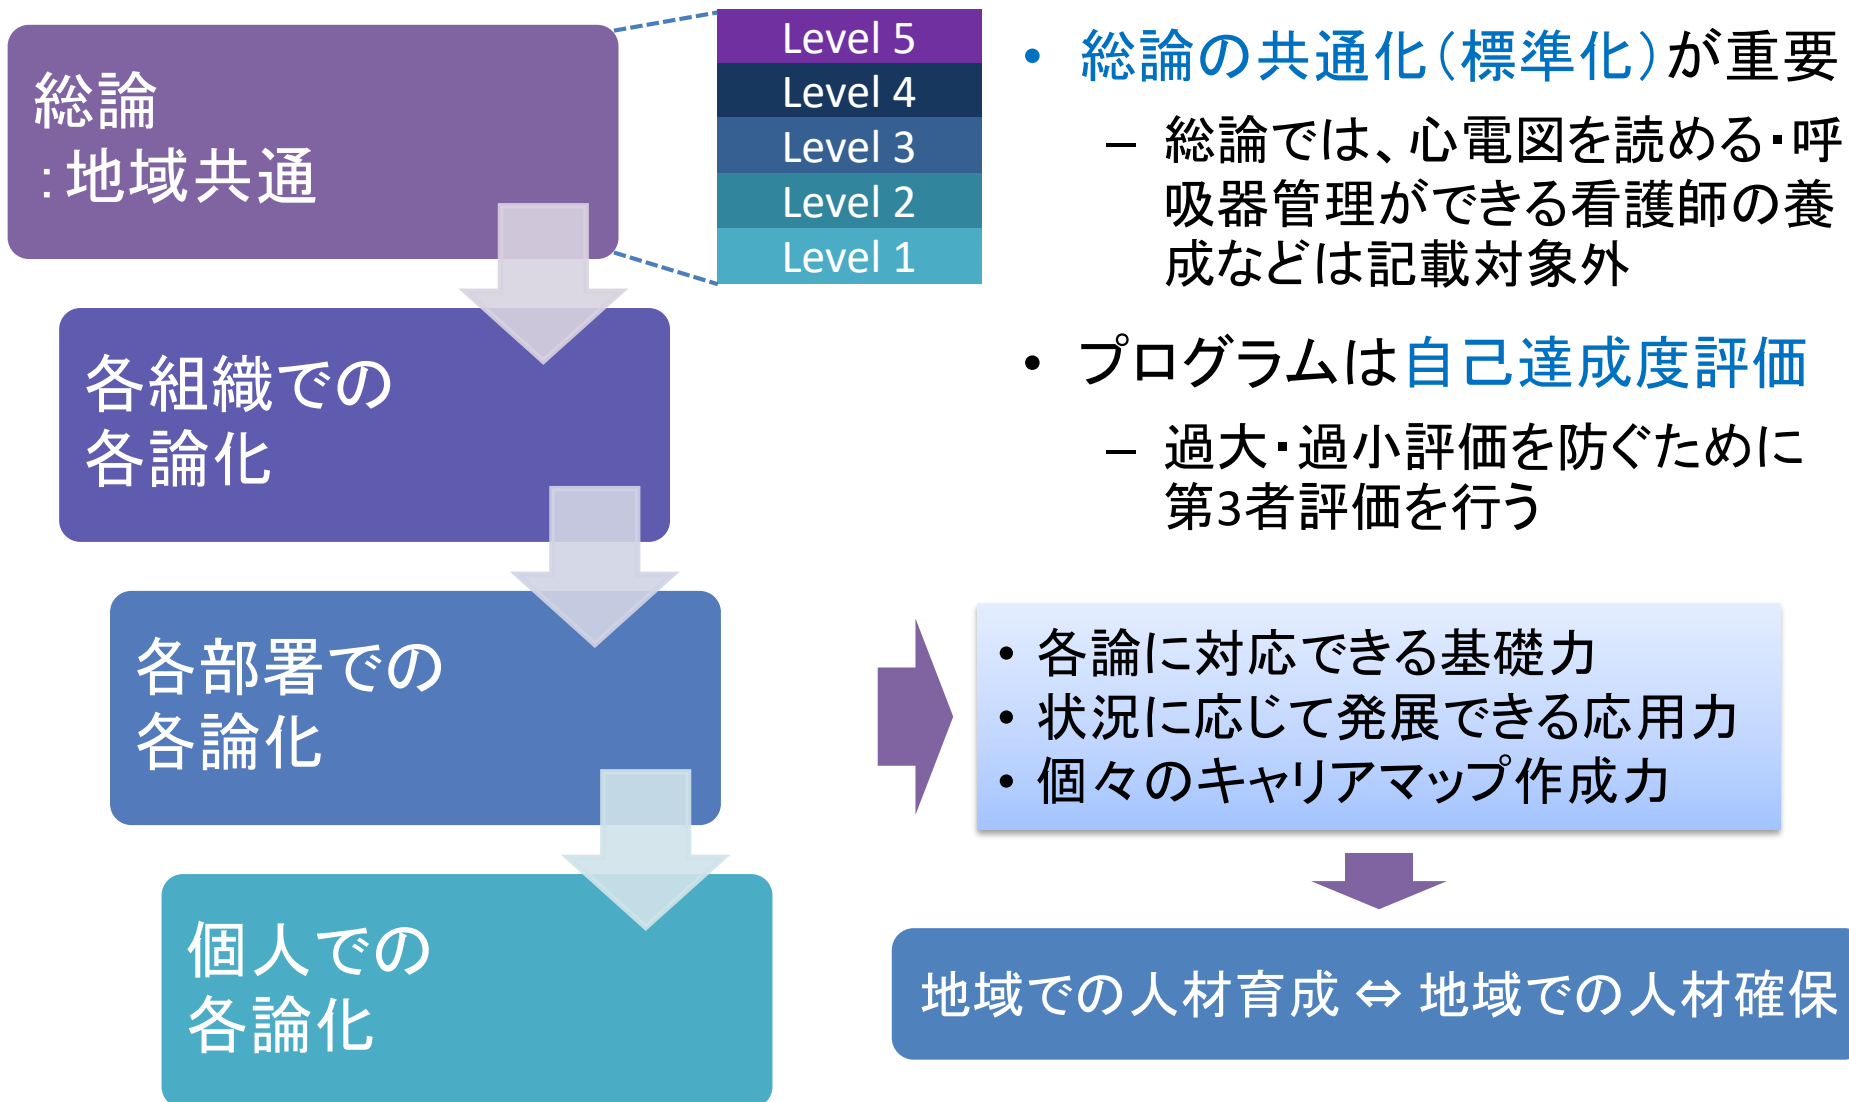 総論
：地域共通
Level 5
Level 4
Level 3
Level 2
Level 1
各組織での
各論化
各部署での
各論化
個人での
各論化
• 総論の共通化（標準化）が重要
– 総論では、心電図を読める・呼
吸器管理ができる看護師の養
成などは記載対象外
• プログラムは自己達成度評価
– 過大・過小評価を防ぐために
第3者評価を行う
• 各論に対応できる基礎力
• 状況に応じて発展できる応用力
• 個々のキャリアマップ作成力
地域での人材育成 ⇔ 地域での人材確保